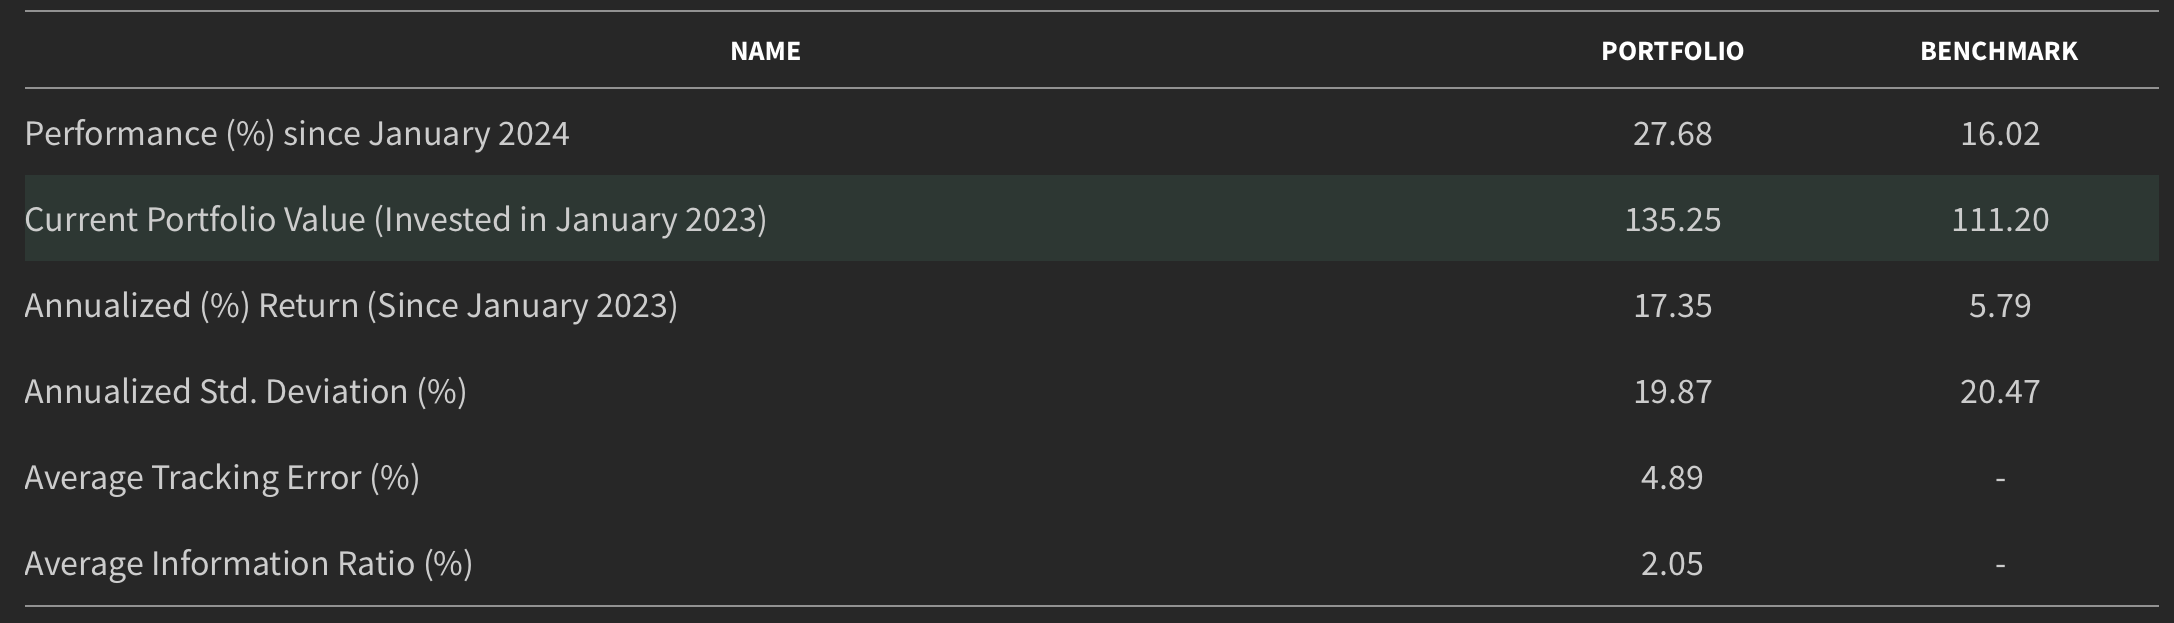 NAME PORTFOLIO BENCHMARK
Performance (%) since January 2024 27.68 16.02
Current Portfolio Value (Invested in January 2023) 135.25 111.20
Annualized (%) Return (Since January 2023) 17.35 5.79
Annualized Std. Deviation (%) 19.87 20.47
Average Tracking Error (%) 4.89 -
Average Information Ratio (%) 2.05 -